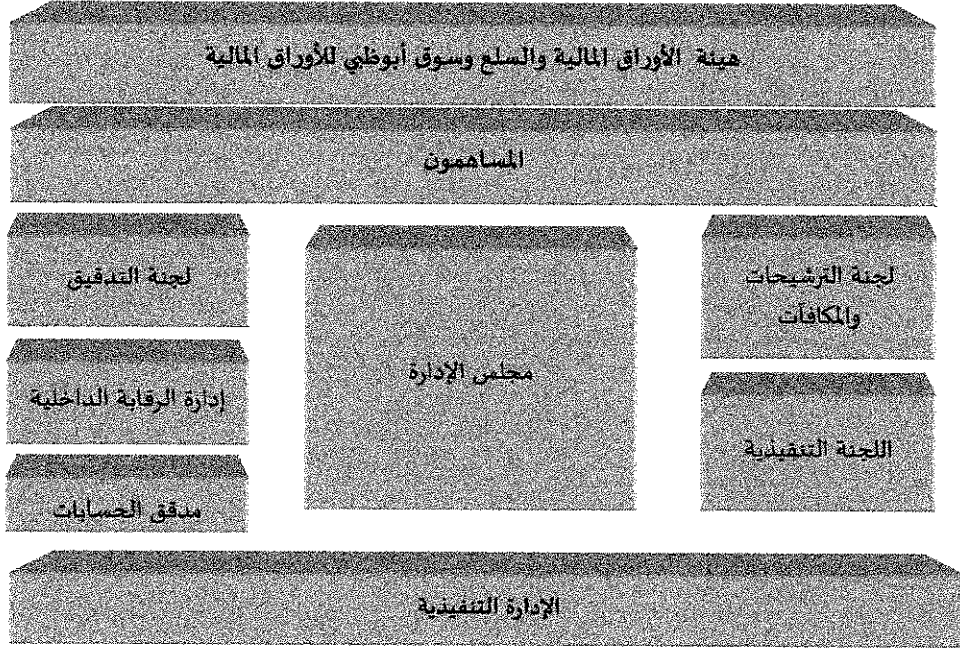 هيئة الأوراق المالية والسلع وسوق أبوظبي للأوراق المالية
المساهمون
لجنة الترشيحات
والمكافآت
اللجنة التنفيذية
مجلس الإدارة
لجنة التدقيق
إدارة الرقابة الداخلية
مدقق الحسابات
الإدارة التنفيذية